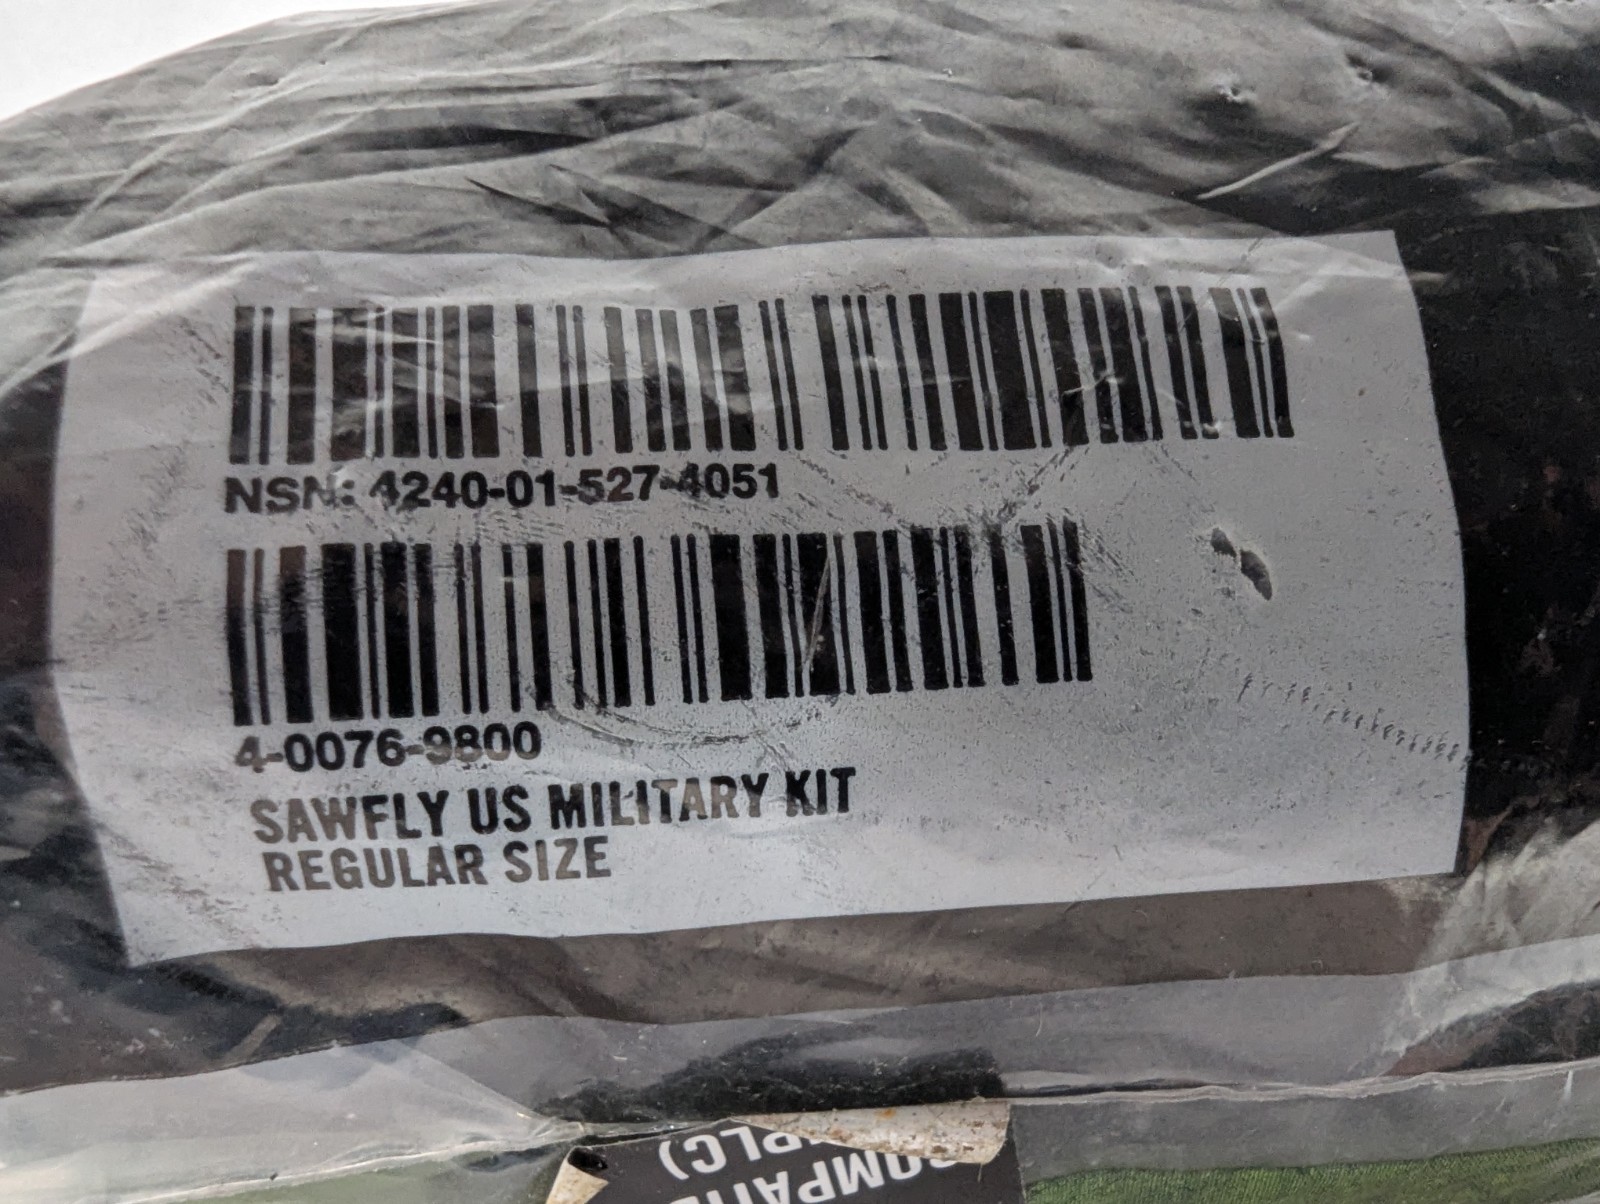 NSN: 4240-01-527-4051
4-0076-9800
SAWFLY US MILITARY KIT
REGULAR SIZE